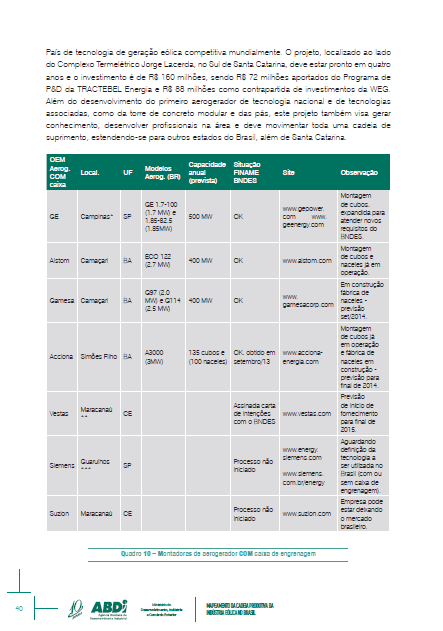 País de tecnologia de geração eólica competitiva mundialmente. O projeto, localizado ao lado
do Complexo Termelétrico Jorge Lacerda, no Sul de Santa Catarina, deve estar pronto em quatro
anos e o investimento é de R$ 160 milhões, sendo R$ 72 milhões aportados do Programa de
P&D da TRACTEBEL Energia e R$ 88 milhões como contrapartida de investimentos da WEG.
Além do desenvolvimento do primeiro aerogerador de tecnologia nacional e de tecnologias
associadas, como da torre de concreto modular e das pás, este projeto também visa gerar
conhecimento, desenvolver profissionais na área e deve movimentar toda uma cadeia de
suprimento, estendendo-se para outros estados do Brasil, além de Santa Catarina.
OEM
Aerog.
COM
caixa
Local.
UF
Modelos
Aerog. (BR)
Capacidade
anual
(prevista)
Situação
FINAME
BNDES
Site
Observação
GE
Campinas*
SP
GE 1.7-100
(1.7 MW) e
1.85-82.5
(1.85MW)
500 MW
OK
www.gepower.
com www.
geenergy.com
Montagem
de cubos.
expandida para
atender novos
requisitos do
BNDES.
Alstom
Camaçari
BA
ECO 122
(2.7 MW)
400 MW
OK
www.alstom.com
Montagem
de cubos e
naceles já em
operação.
Gamesa
Camaçari
BA
G97 (2.0
MW) e G114
(2.5 MW)
400 MW
OK
www.
gamesacorp.com
Em construção
fábrica de
naceles -
previsão
set/2014.
Acciona
Simões Filho
BA
A3000
(3MW)
135 cubos e
(100 naceles)
OK. obtido em
setembro/13
www.acciona-
energia.com
Montagem
de cubos já
em operação
e fábrica de
naceles em
construção -
previsão para
final de 2014.
Vestas
Maracanaú
**
CE
Assinada carta
de intenções
com o BNDES
www.vestas.com
Previsão
de início de
fornecimento
para final de
2015.
Siemens
Guarulhos
***
SP
Processo não
iniciado
www.energy.
siemens.com
www.siemens.
com.br/energy
Aguardando
definição da
tecnologia a
ser utilizada no
Brasil (com ou
sem caixa de
engrenagem).
Suzlon
Maracanaú
CE
Processo não
iniciado
www.suzlon.com
Empresa pode
estar deixando
o mercado
brasileiro.
Quadro 10 – Montadoras de aerogerador COM caixa de engrenagem
40
ABDI
Agência Brasileira de
Desenvolvimento Industrial
Ministério do
Desenvolvimento, Indústria
e Comércio Exterior
MAPEAMENTO DA CADEIA PRODUTIVA DA
INDÚSTRIA EÓLICA NO BRASIL